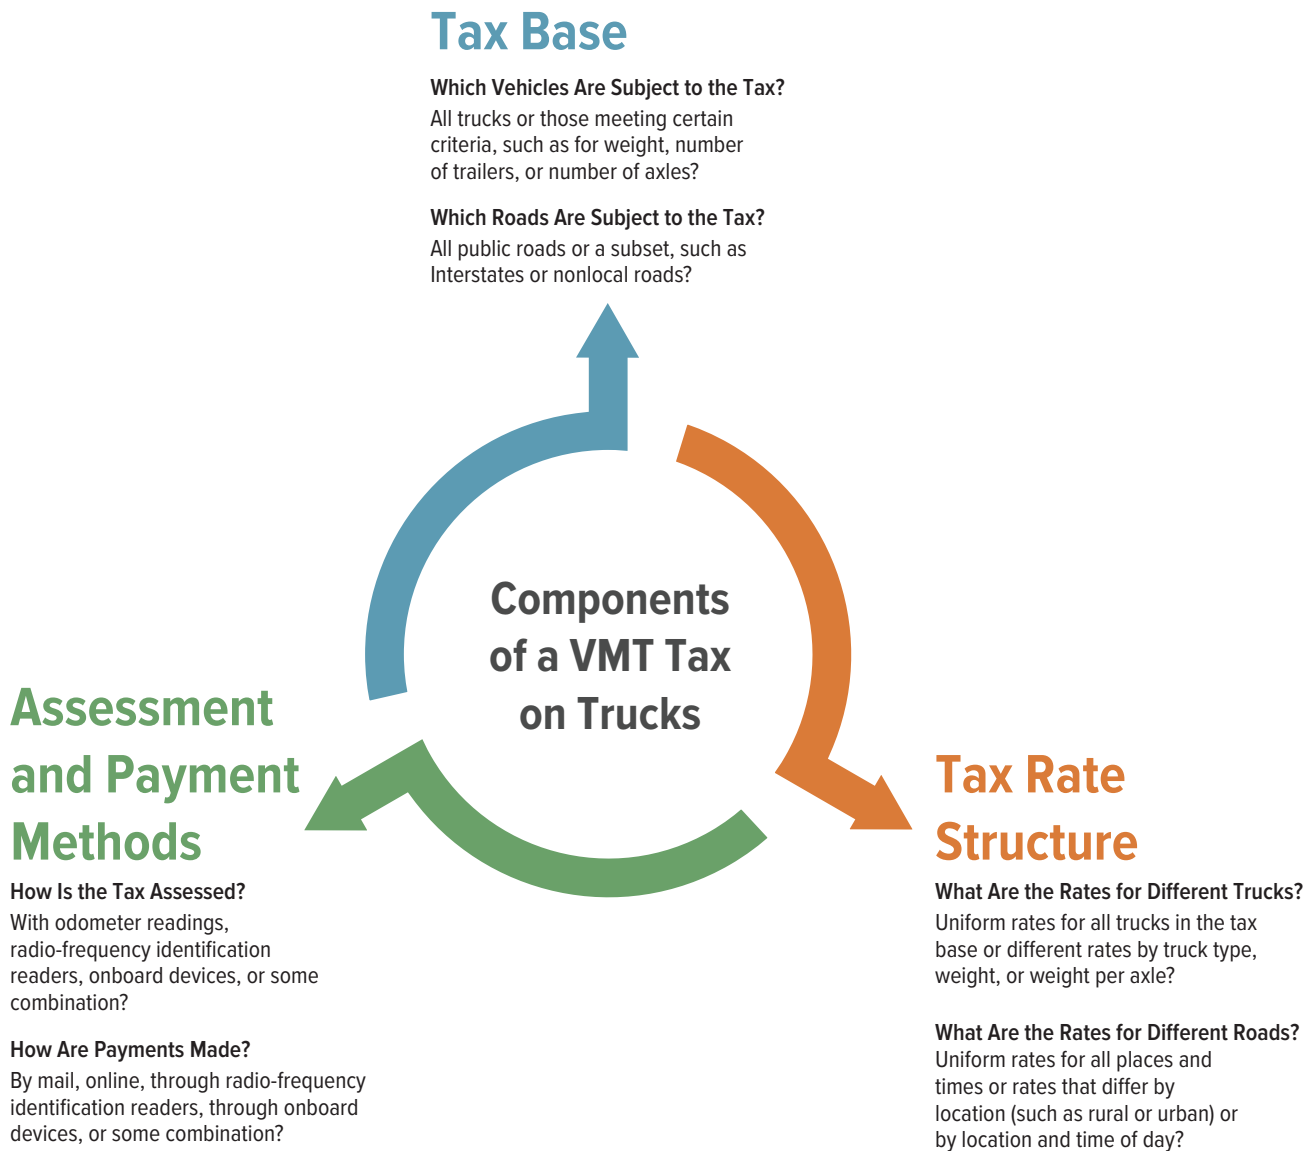 Tax Base
Which Vehicles Are Subject to the Tax?
All trucks or those meeting certain
criteria, such as for weight, number
of trailers, or number of axles?
Which Roads Are Subject to the Tax?
All public roads or a subset, such as
Interstates or nonlocal roads?
Components
of a VMT Tax
on Trucks
Assessment
and Payment
Methods
How Is the Tax Assessed?
With odometer readings,
radio-frequency identification
readers, onboard devices, or some
combination?
How Are Payments Made?
By mail, online, through radio-frequency
identification readers, through onboard
devices, or some combination?
Tax Rate
Structure
What Are the Rates for Different Trucks?
Uniform rates for all trucks in the tax
base or different rates by truck type,
weight, or weight per axle?
What Are the Rates for Different Roads?
Uniform rates for all places and
times or rates that differ by
location (such as rural or urban) or
by location and time of day?